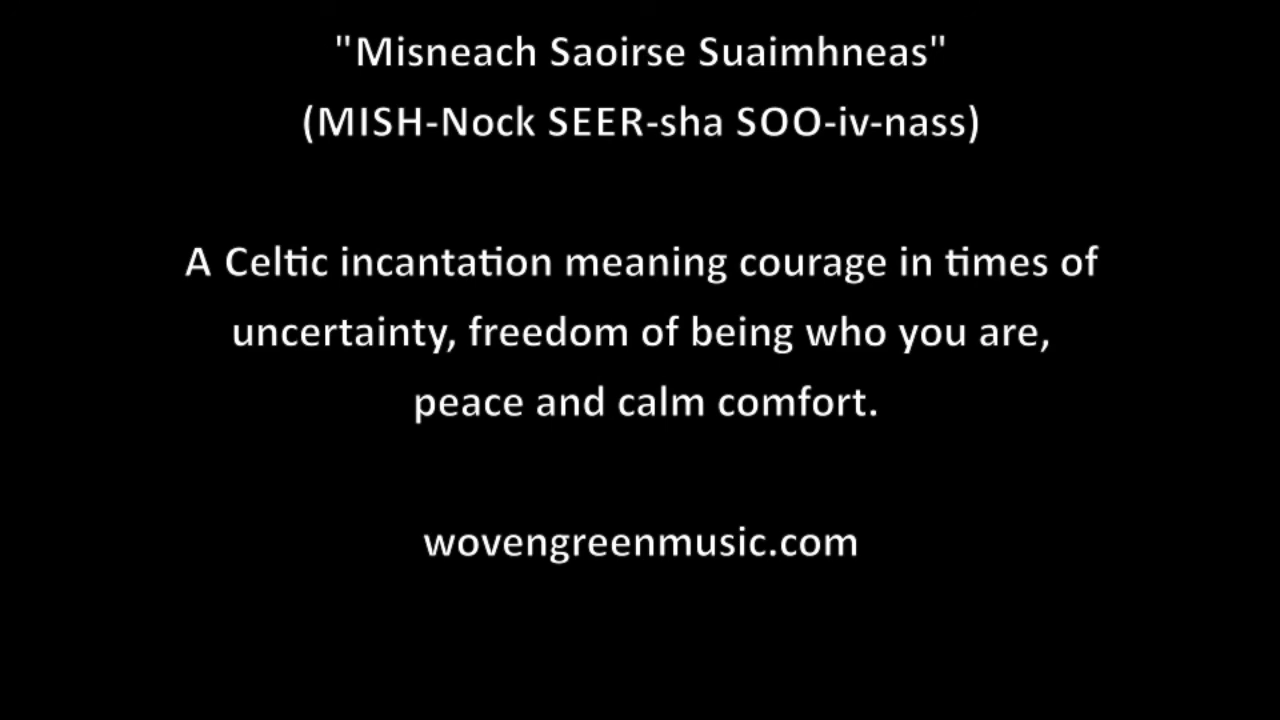 "Misneach Saoirse Suaimhneas"
(MISH-Nock SEER-sha SOO-iv-nass)
A Celtic incantation meaning courage in times of
uncertainty, freedom of being who you are,
peace and calm comfort.
wovengreenmusic.com